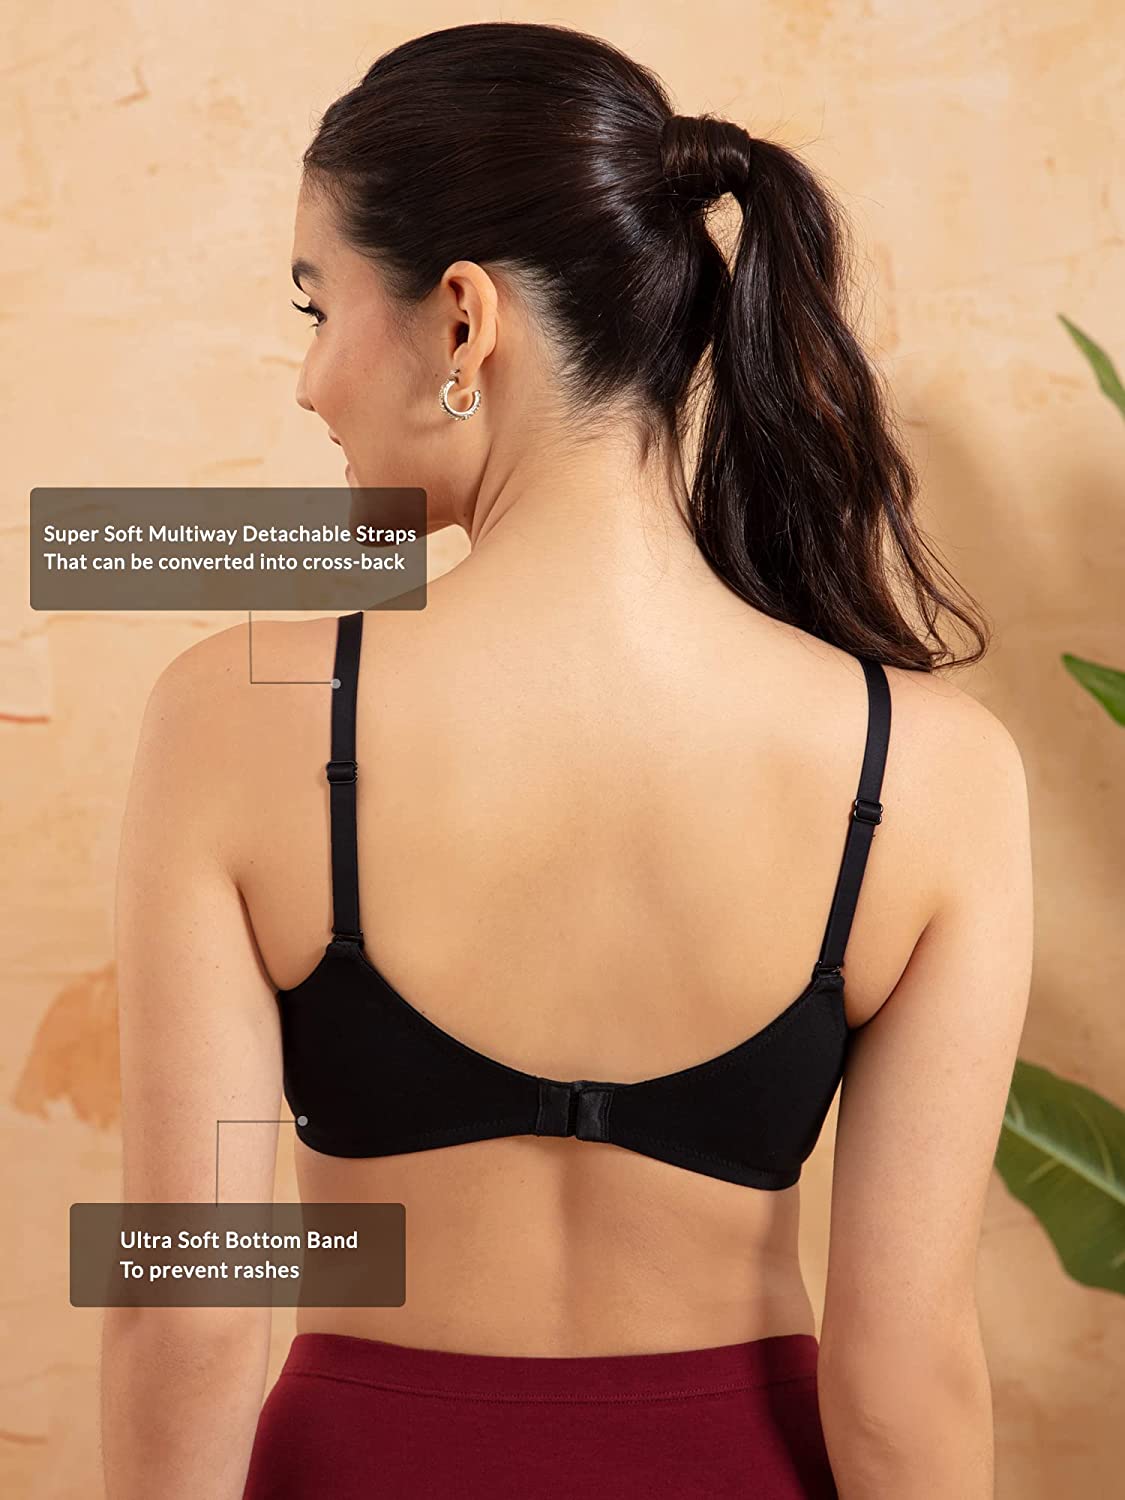 Super Soft Multiway Detachable Straps
That can be converted into cross-back
Ultra Soft Bottom Band
To prevent rashes